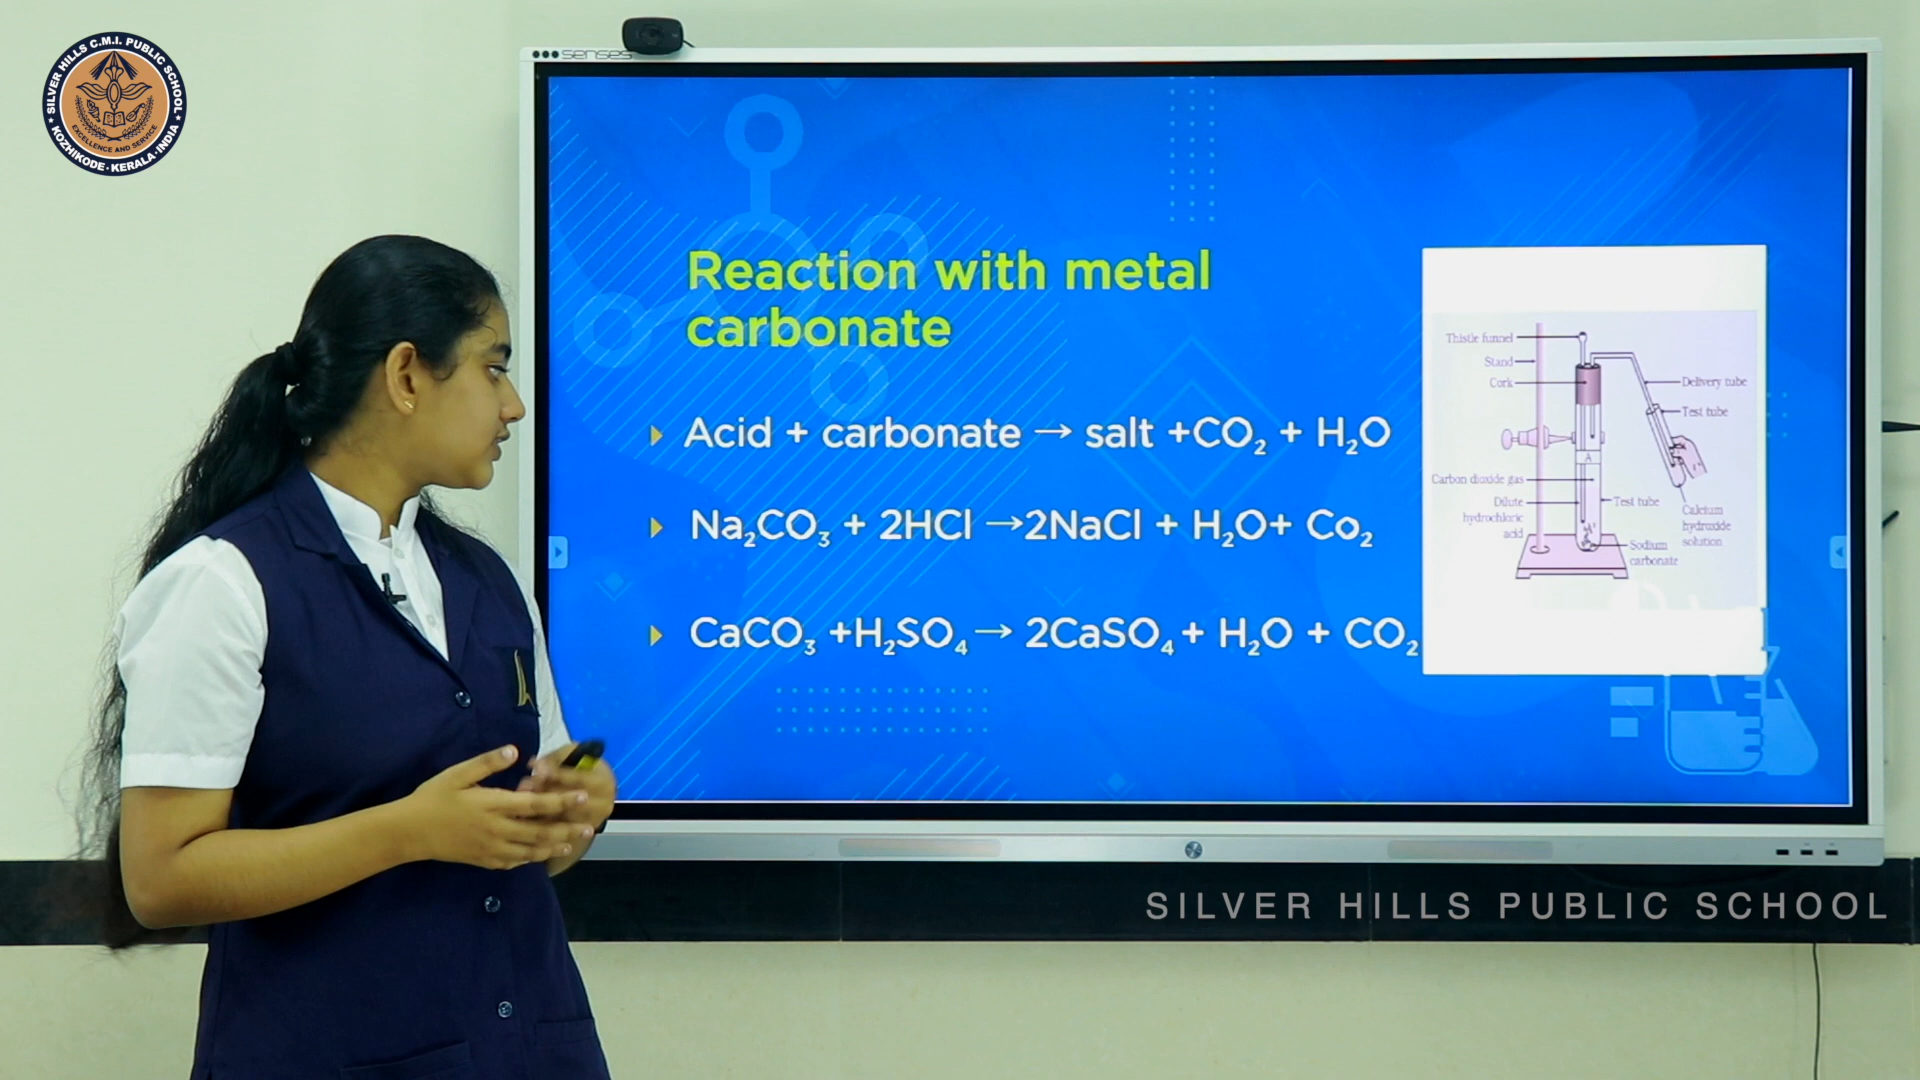 SILVER HILLS C.M.I. PUBLIC SCHOOL
EXCELLENCE AND SERVICE
KOZHIKODE · KERALA · INDIA
senses
Reaction with metal
carbonate
Acid + carbonate → salt +CO₂ + H₂O
Na₂CO₃ + 2HCl →2NaCl + H₂O+ Co₂
CaCO₃ +H₂SO₄→ 2CaSO₄+ H₂O + CO₂
Thistle funnel
Stand
Cork
Delivery tube
Test tube
A
Carbon dioxide gas
Dilute
hydrochloric
acid
Test tube
Calcium
hydroxide
solution
Sodium
carbonate
SILVER HILLS PUBLIC SCHOOL